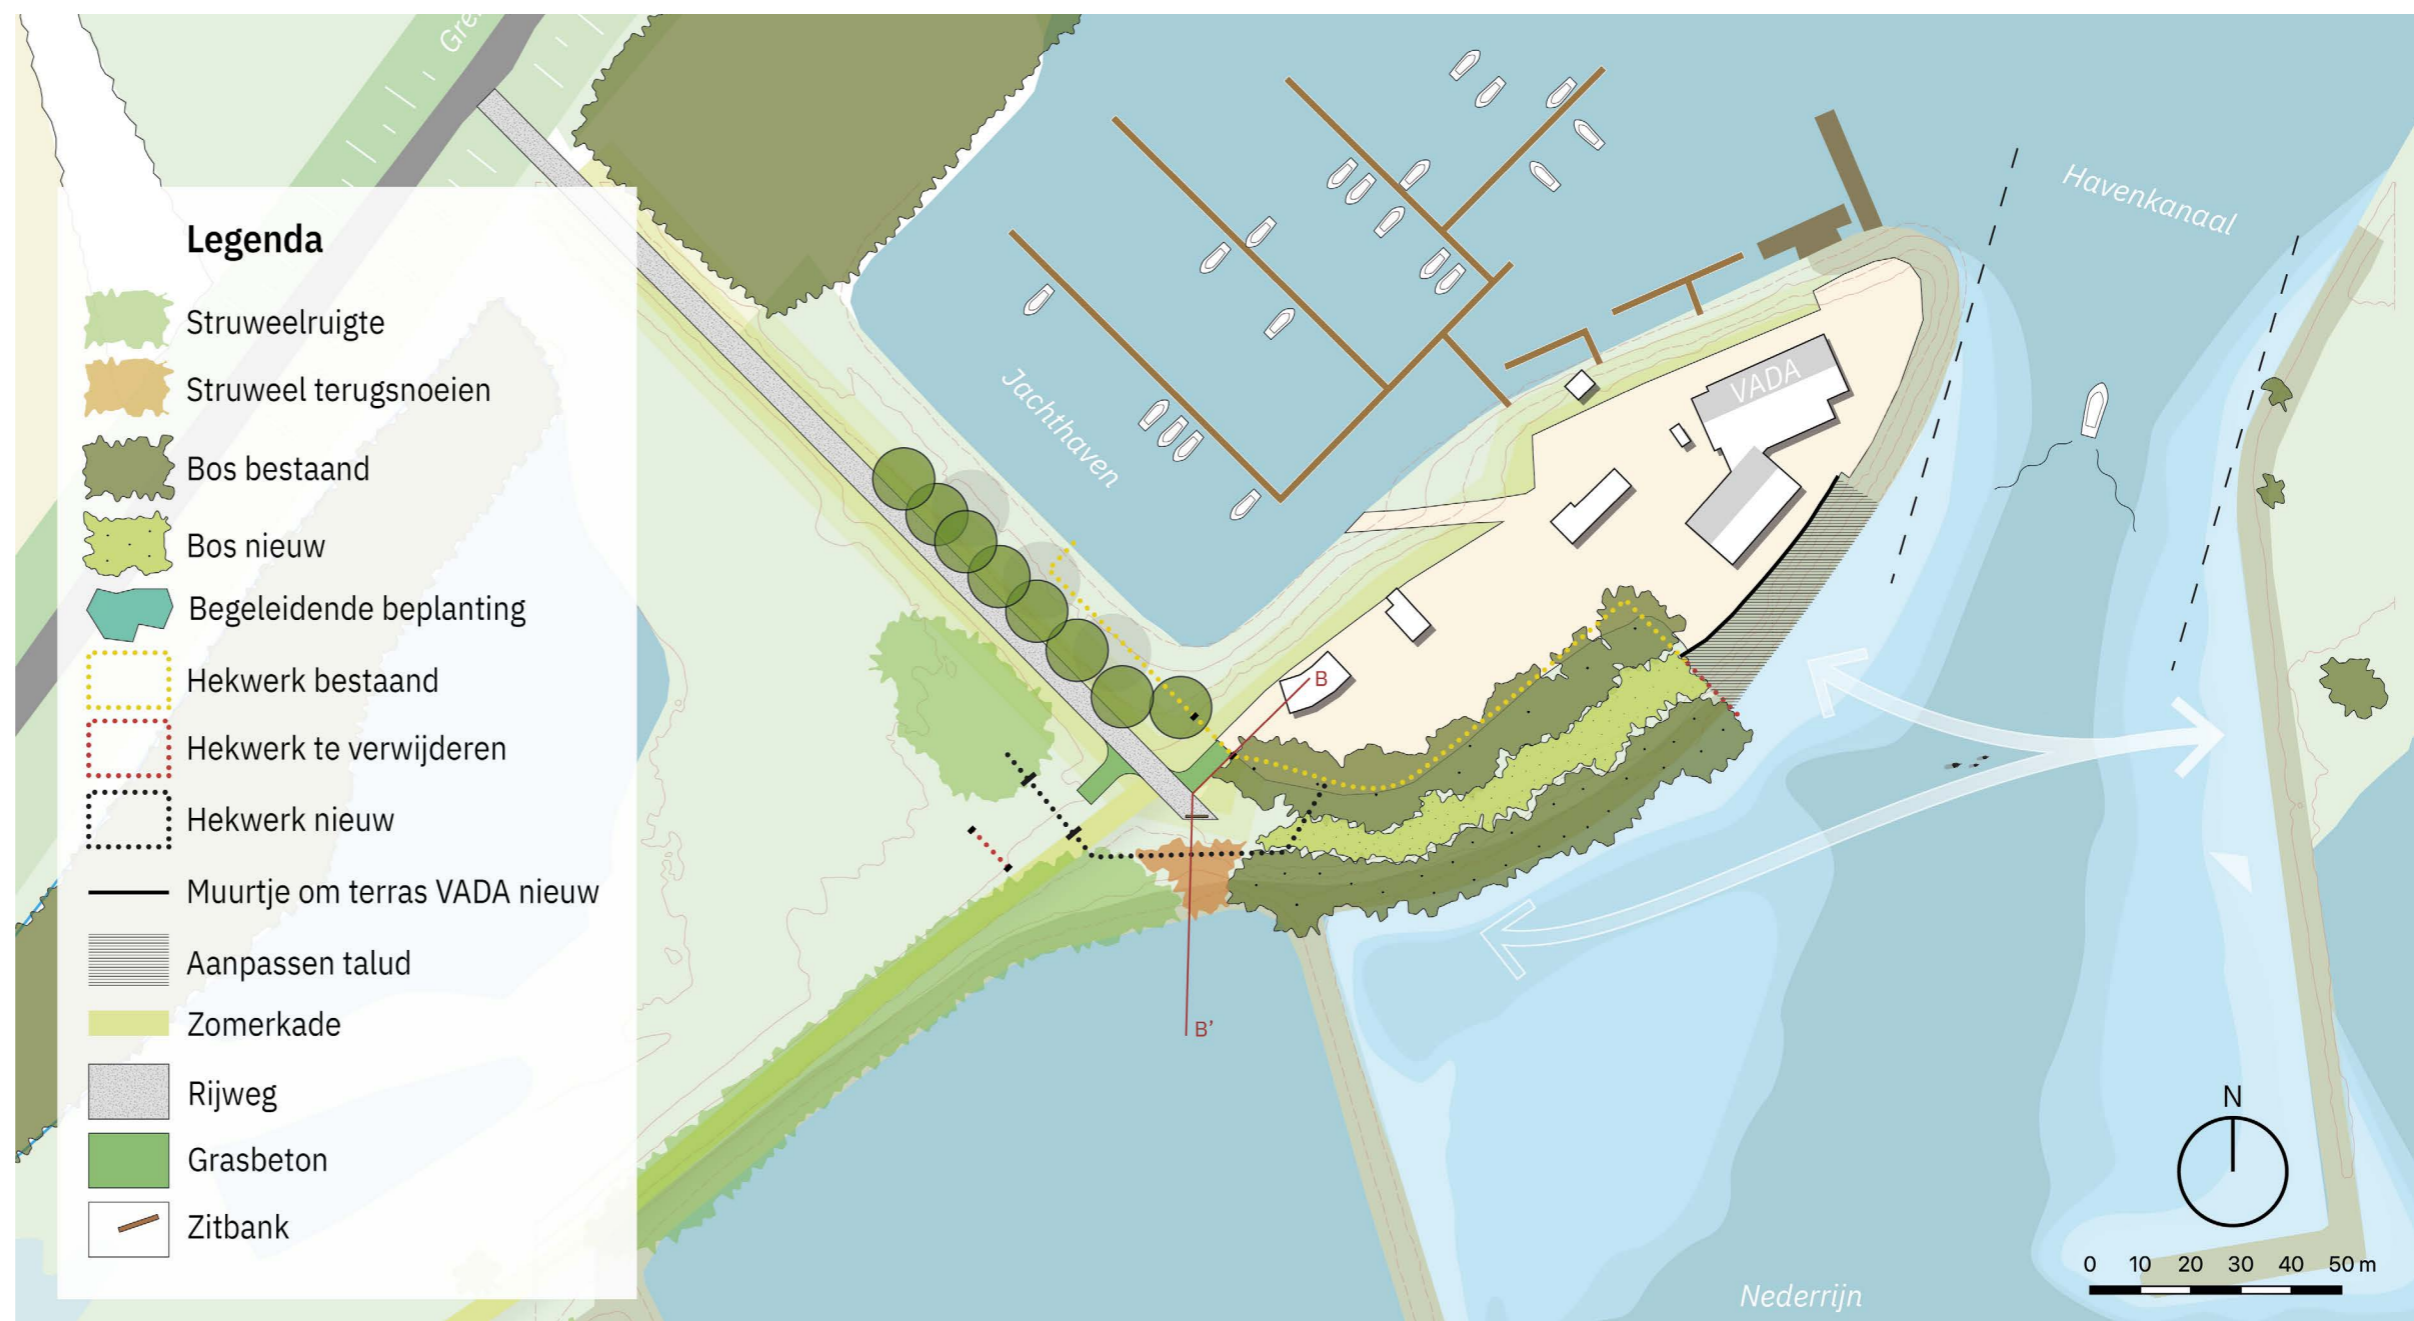 Legenda
Struweelruigte
Struweel terugsnoeien
Bos bestaand
Bos nieuw
Begeleidende beplanting
Hekwerk bestaand
Hekwerk te verwijderen
Hekwerk nieuw
Muurtje om terras VADA nieuw
Aanpassen talud
Zomerkade
Rijweg
Grasbeton
Zitbank
Jachthaven
VADA
Havenkanaal
B
B'
Nederrijn
N
0 10 20 30 40 50 m